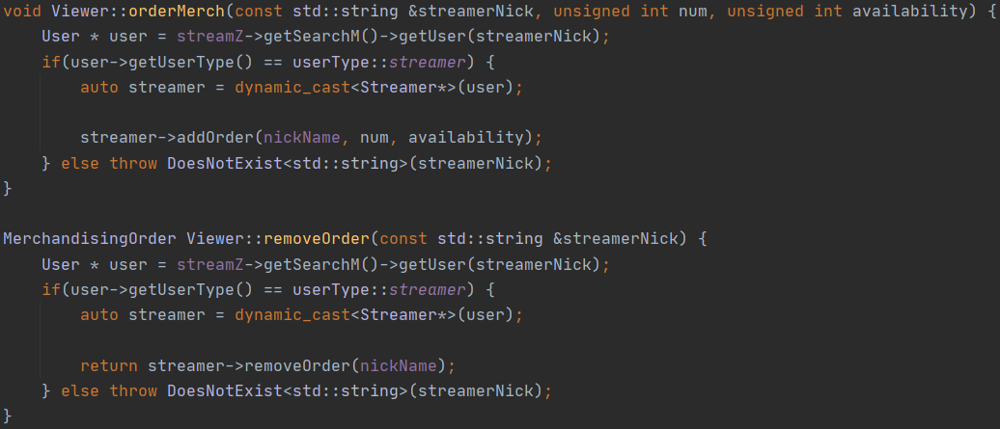 void Viewer::orderMerch(const std::string &streamerNick, unsigned int num, unsigned int availability) {
    User * user = streamZ->getSearchM()->getUser(streamerNick);
    if(user->getUserType() == userType::streamer) {
        auto streamer = dynamic_cast<Streamer*>(user);

        streamer->addOrder(nickName, num, availability);
    } else throw DoesNotExist<std::string>(streamerNick);
}

MerchandisingOrder Viewer::removeOrder(const std::string &streamerNick) {
    User * user = streamZ->getSearchM()->getUser(streamerNick);
    if(user->getUserType() == userType::streamer) {
        auto streamer = dynamic_cast<Streamer*>(user);

        return streamer->removeOrder(nickName);
    } else throw DoesNotExist<std::string>(streamerNick);
}